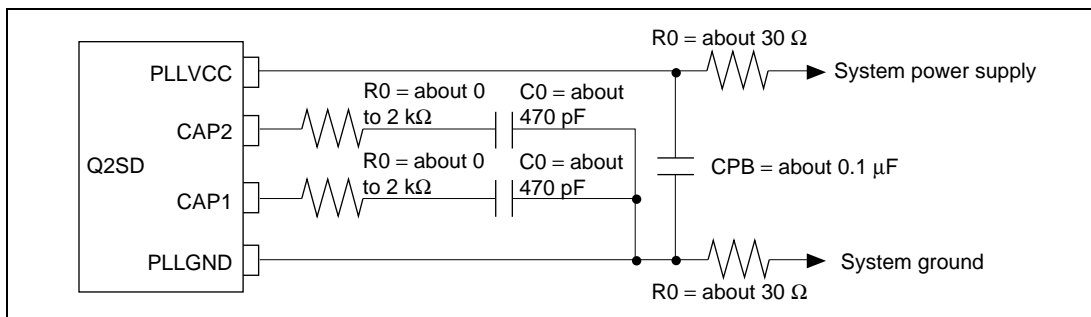 R0 = about 30 Ω
PLLVCC
System power supply
R0 = about 0
to 2 kΩ
C0 = about
470 pF
CAP2
Q2SD
R0 = about 0
to 2 kΩ
C0 = about
470 pF
CPB = about 0.1 μF
CAP1
PLLGND
System ground
R0 = about 30 Ω